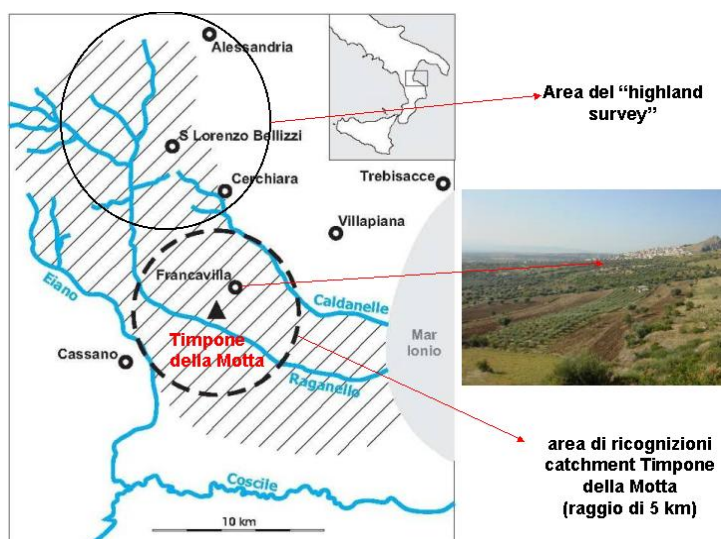 Alessandria
Area del "highland
survey"
S Lorenzo Bellizzi
Trebisacce
Cerchiara
Villapiana
Francavilla
Eiano
Caldanelle
Timpone
della Motta
Mar
Ionio
Cassano
Raganello
area di ricognizioni
catchment Timpone
della Motta
(raggio di 5 km)
Coscile
10 km